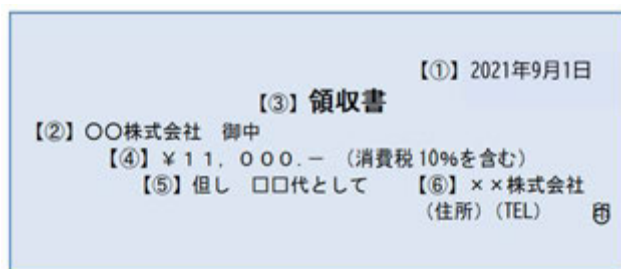 【①】2021年9月1日
【③】領収書
【②】〇〇株式会社　御中
【④】￥１１，０００.－（消費税10％を含む）
【⑤】但し　□□代として　【⑥】××株式会社
（住所）（TEL）　㊞